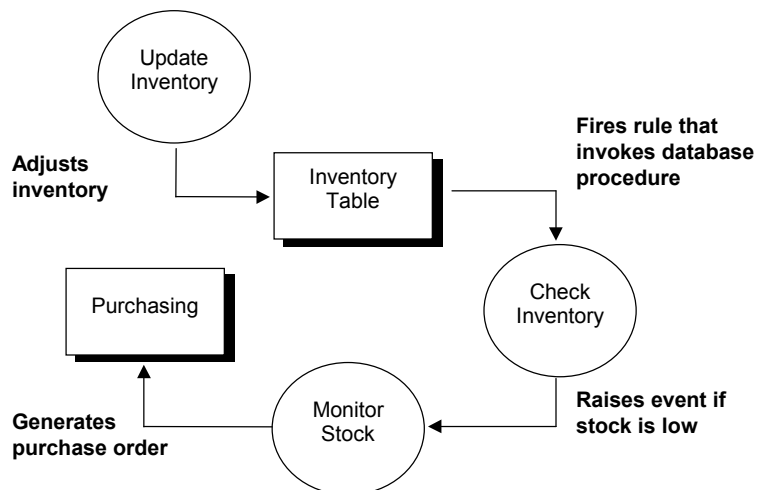 Update
Inventory
Adjusts
inventory
Inventory
Table
Fires rule that
invokes database
procedure
Check
Inventory
Raises event if
stock is low
Monitor
Stock
Generates
purchase order
Purchasing